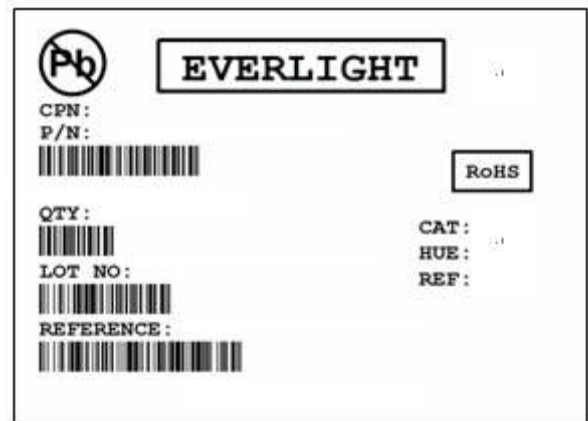 Pb
EVERLIGHT
CPN:
P/N:
RoHS
QTY:
CAT:
HUE:
LOT NO:
REF:
REFERENCE: